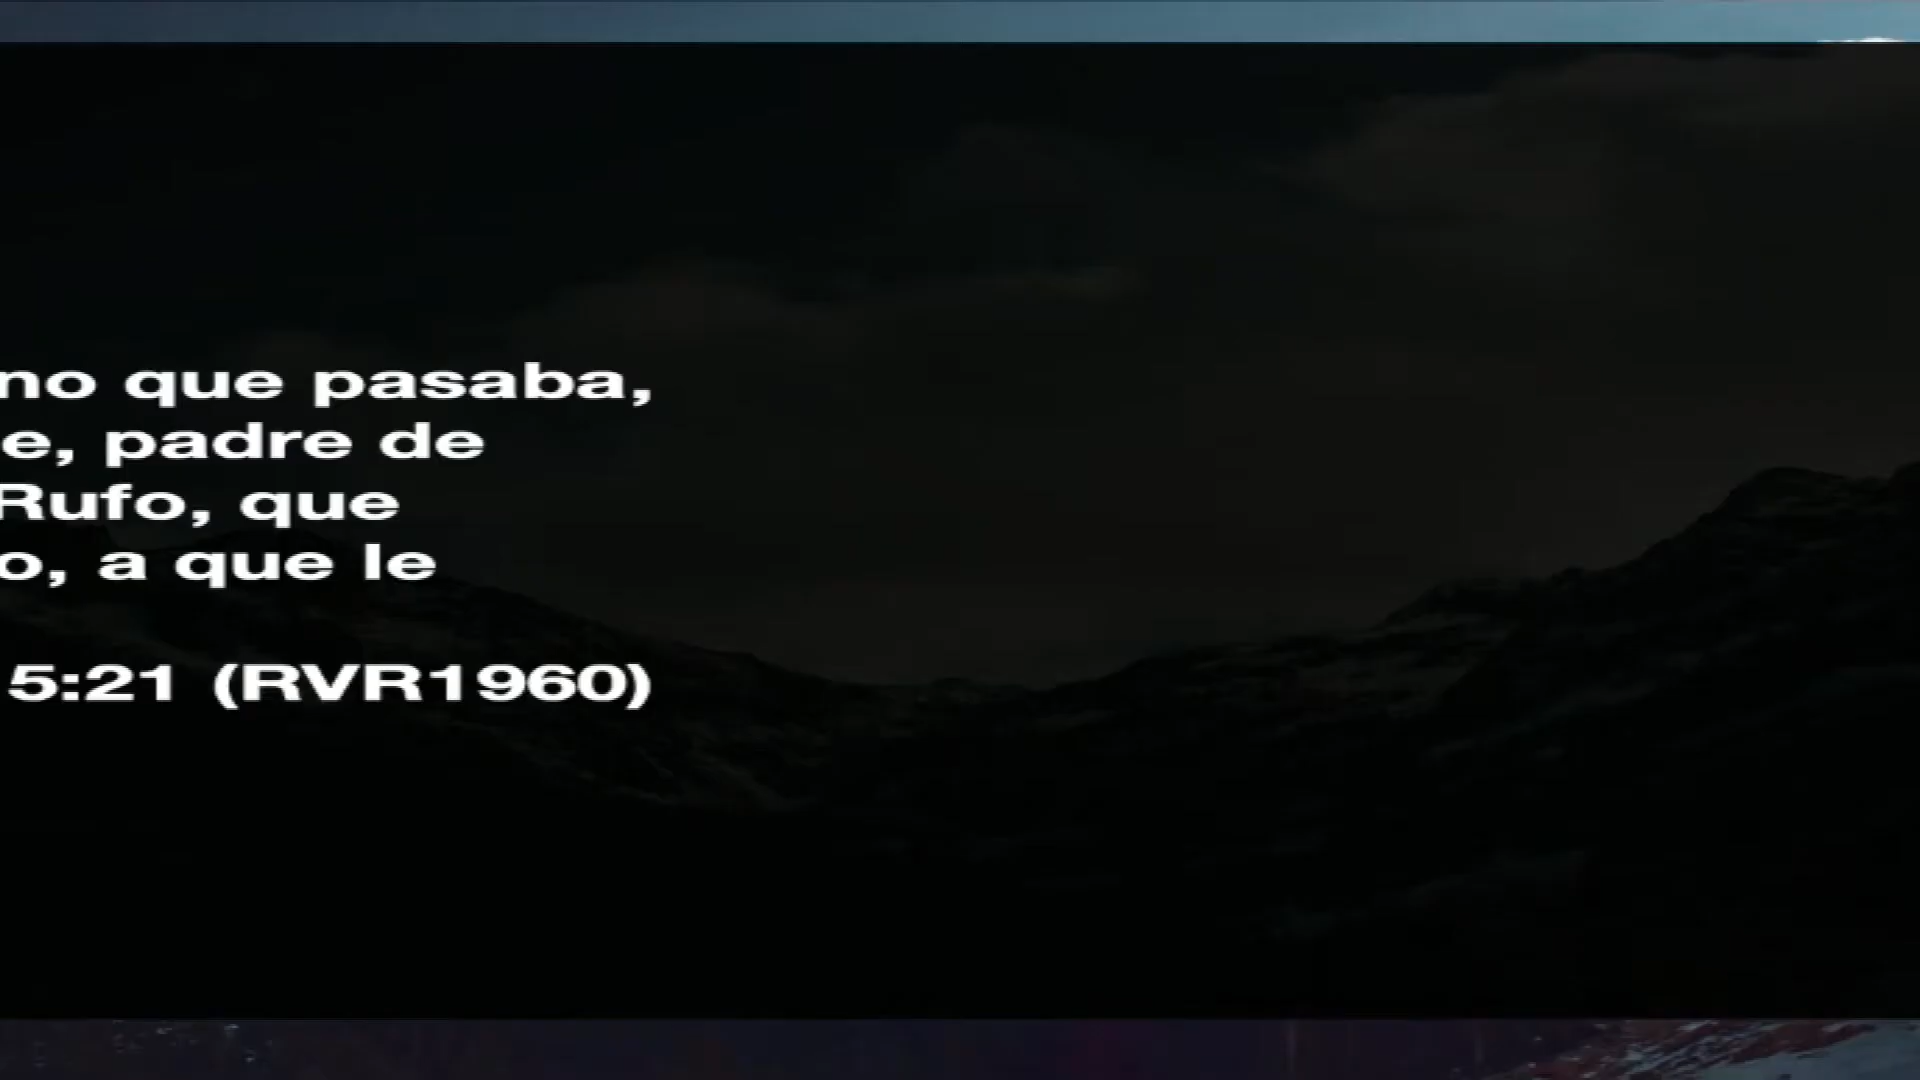 no que pasaba,
e, padre de
Rufo, que
o, a que le
5:21 (RVR1960)